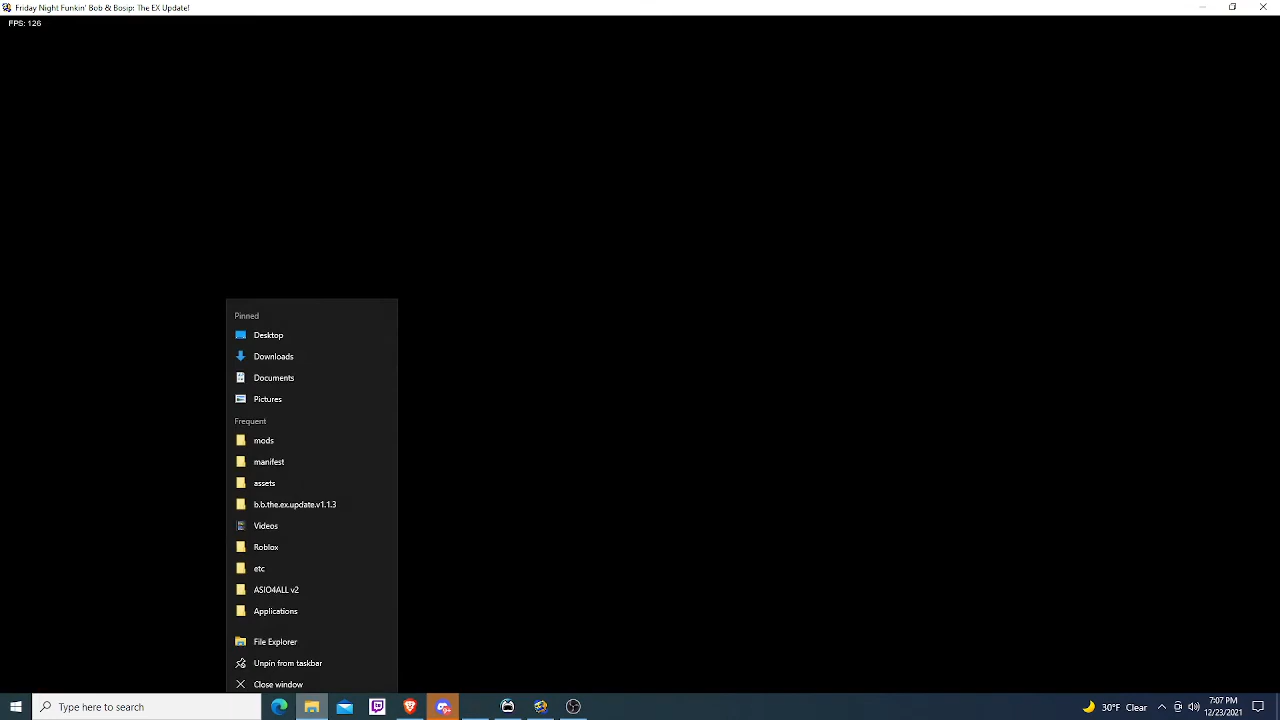 Friday Night Funkin' Bob & Bosip: The EX Update!
FPS: 126
Pinned
Desktop
Downloads
Documents
Pictures
Frequent
mods
manifest
assets
b.b.the.ex.update.v1.1.3
Videos
Roblox
etc
ASIO4ALL v2
Applications
File Explorer
Unpin from taskbar
Close window
Type here to search
30°F Clear
7:07 PM
12/23/2021